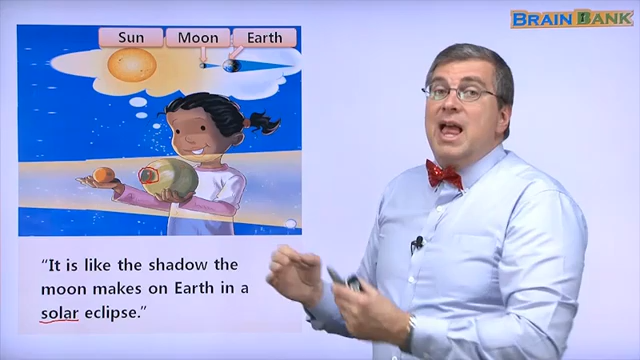 BRAIN BANK
Sun Moon Earth
"It is like the shadow the
moon makes on Earth in a
solar eclipse."